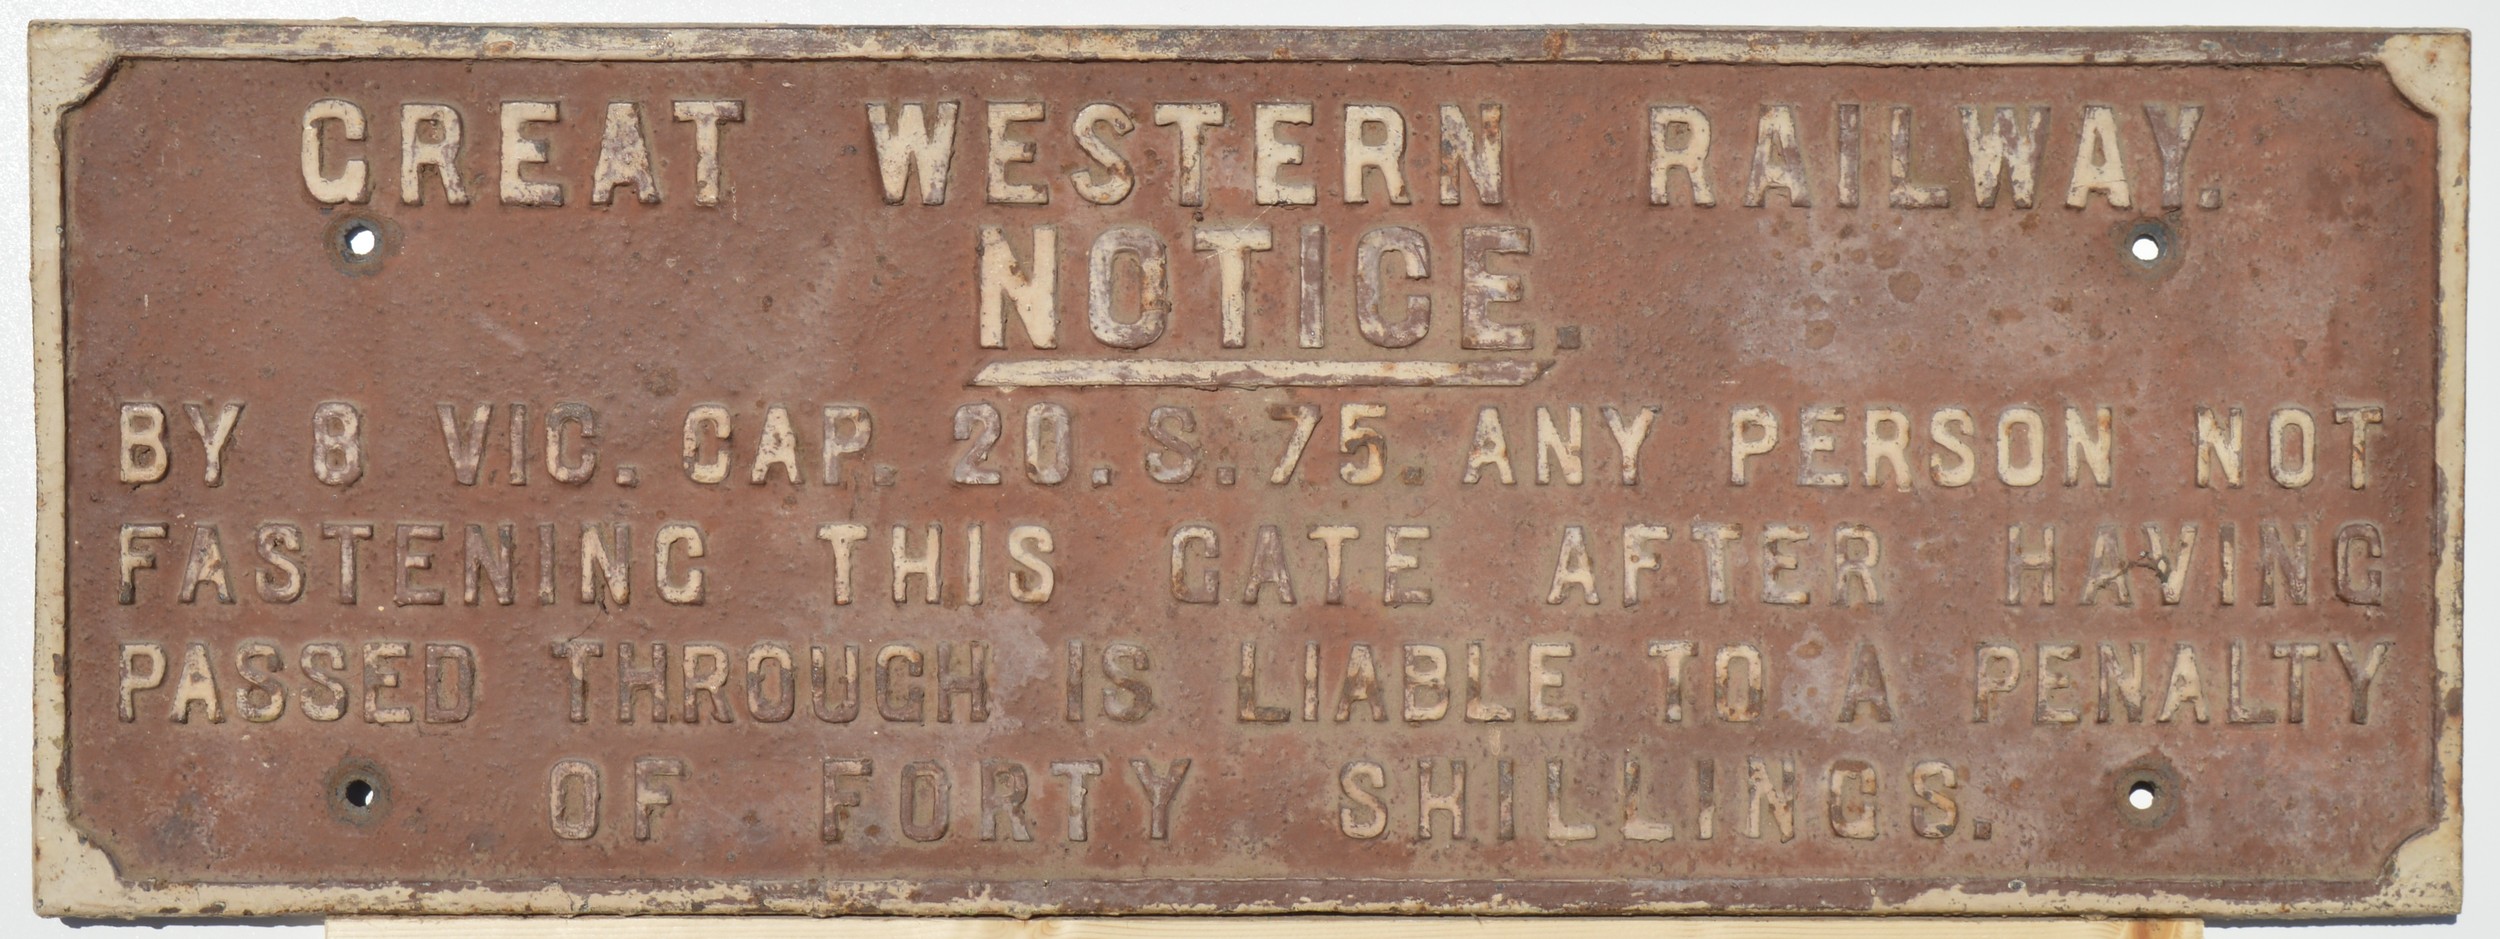 GREAT WESTERN RAILWAY.
NOTICE.
BY 8 VIC. CAP. 20. S. 75. ANY PERSON NOT
FASTENING THIS GATE AFTER HAVING
PASSED THROUGH IS LIABLE TO A PENALTY
OF FORTY SHILLINGS.